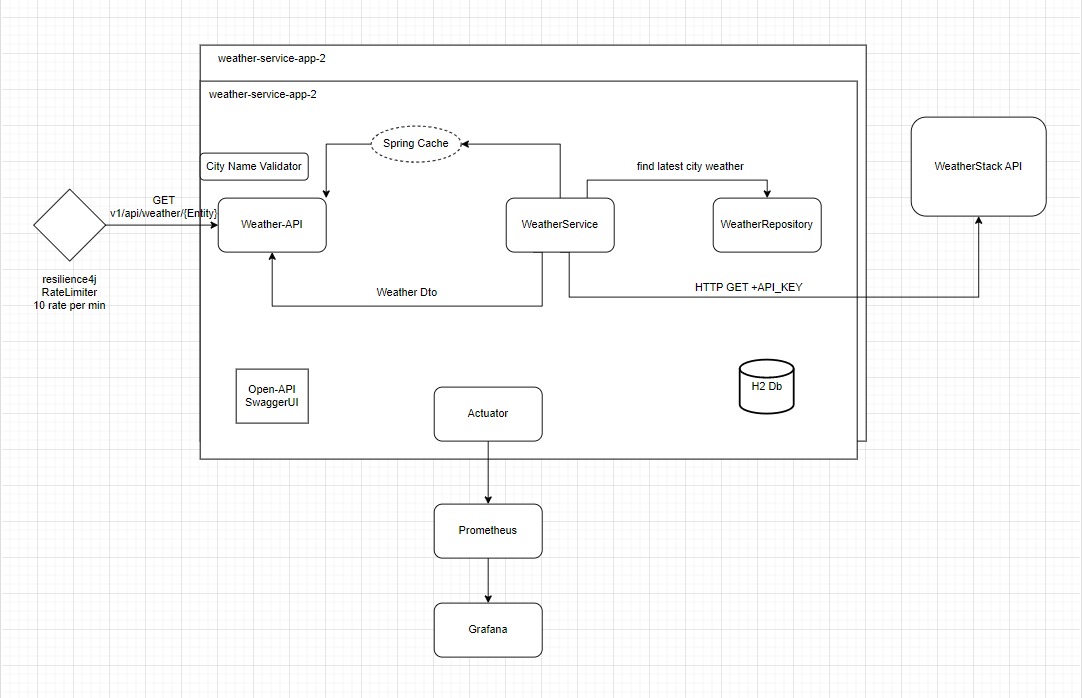 weather-service-app-2
weather-service-app-2
Spring Cache
find latest city weather
City Name Validator
WeatherStack API
GET
v1/api/weather/{Entity}
Weather-API
WeatherService
WeatherRepository
resilience4j
RateLimiter
10 rate per min
Weather Dto
HTTP GET +API_KEY
Open-API
SwaggerUI
H2 Db
Actuator
Prometheus
Grafana